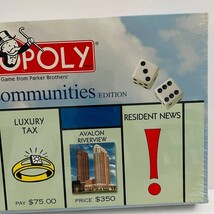 OPOLY
Game from Parker Brothers
ommunities EDITION
LUXURY
TAX
PAY $75.00
AVALON
RIVERVIEW
PRICE $350
RESIDENT NEWS
!